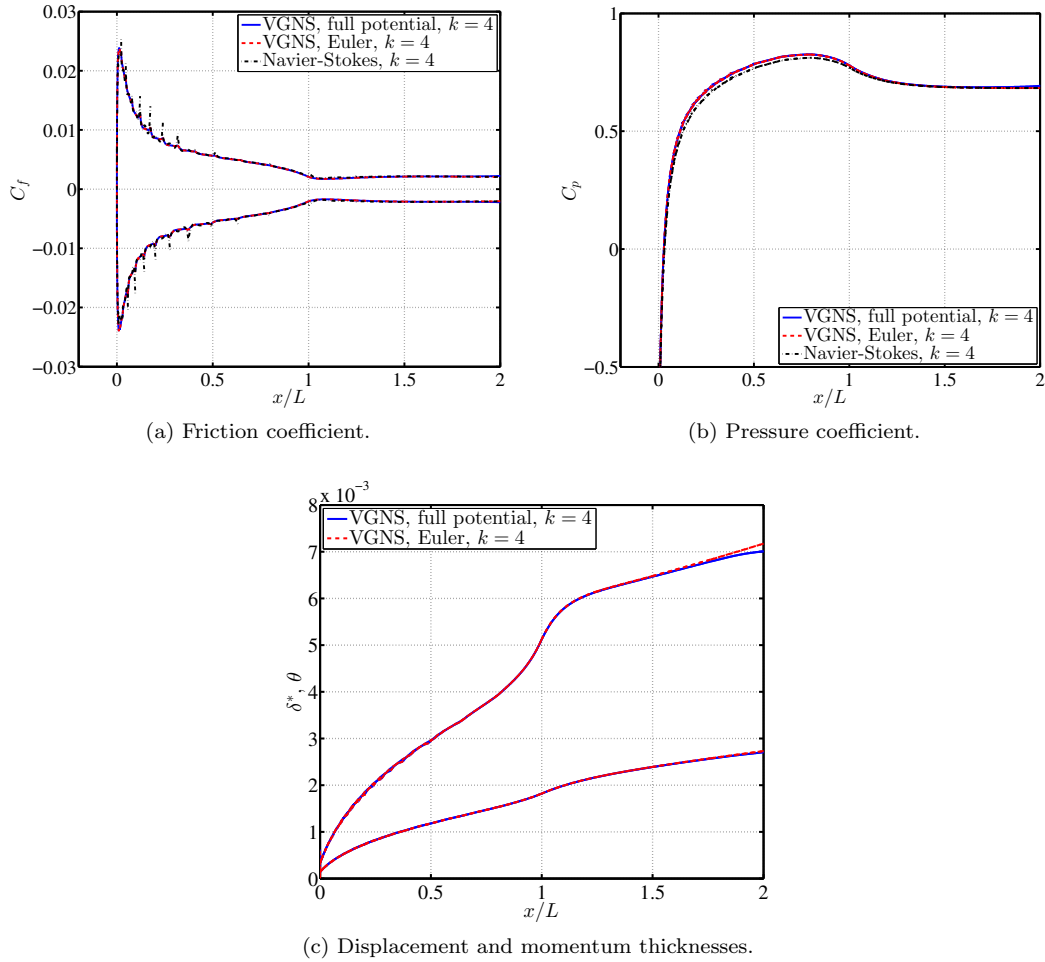 VGNS, full potential, k = 4
VGNS, Euler, k = 4
Navier-Stokes, k = 4
0.03
0.02
0.01
0
−0.01
−0.02
−0.03
C_f
0
0.5
1
1.5
2
x/L
(a) Friction coefficient.
1
0.5
0
−0.5
C_p
VGNS, full potential, k = 4
VGNS, Euler, k = 4
Navier-Stokes, k = 4
0
0.5
1
1.5
2
x/L
(b) Pressure coefficient.
x 10^{−3}
VGNS, full potential, k = 4
VGNS, Euler, k = 4
8
7
6
5
4
3
2
1
0
δ*, θ
0
0.5
1
1.5
2
x/L
(c) Displacement and momentum thicknesses.